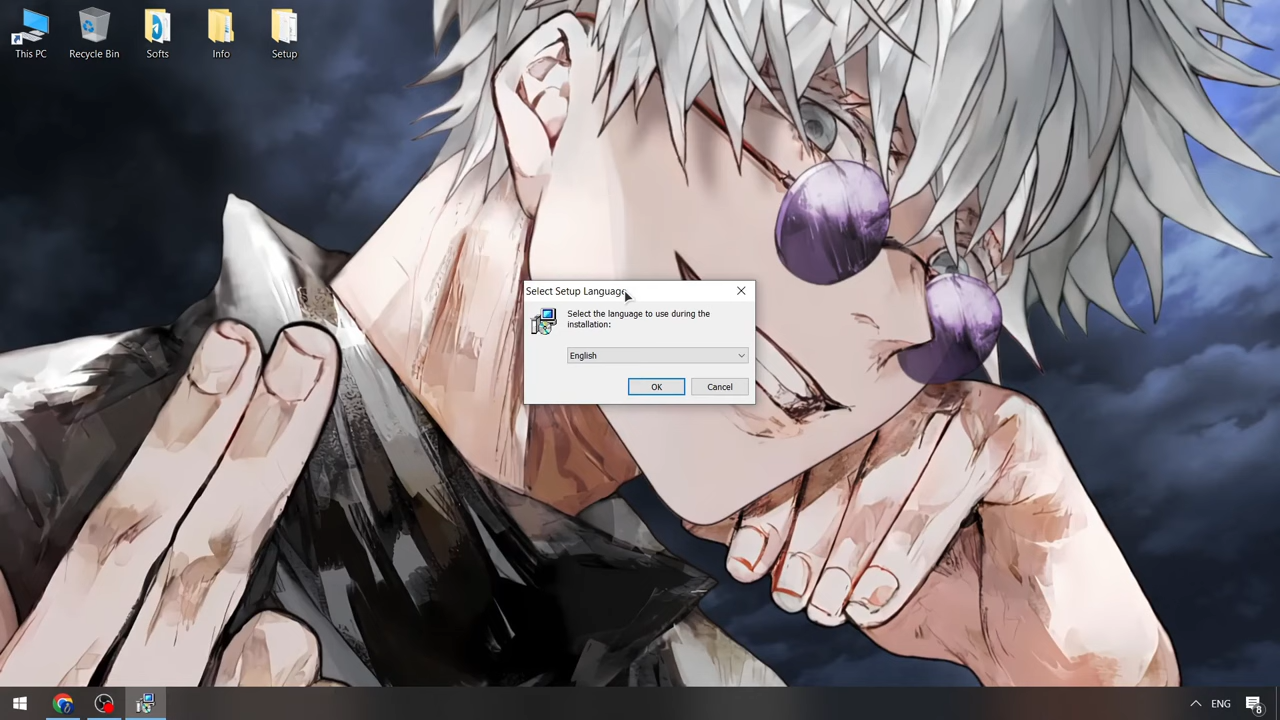 This PC
Recycle Bin
Softs
Info
Setup
Select Setup Language
Select the language to use during the
installation:
English
OK
Cancel
ENG
8